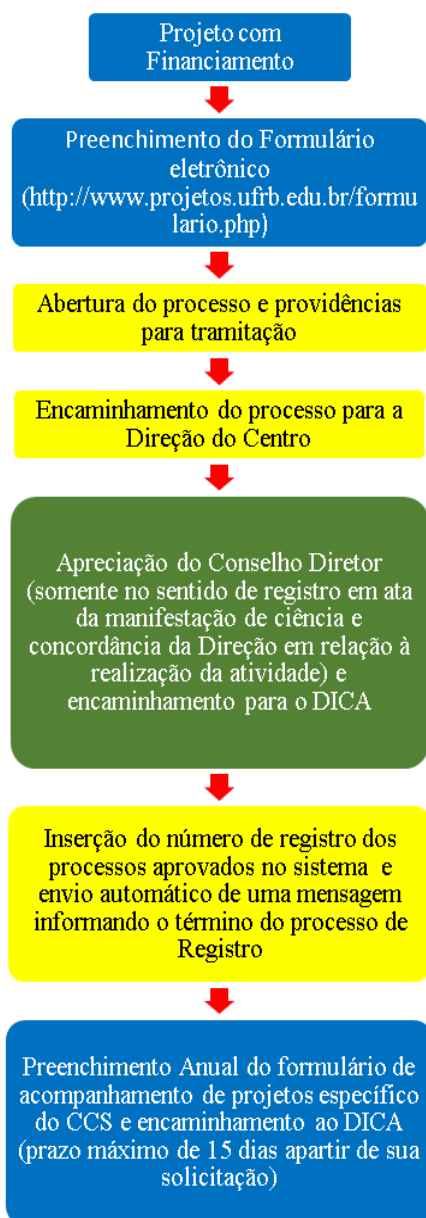 Projeto com
Financiamento
Preenchimento do Formulário
eletrônico
(http://www.projetos.ufrb.edu.br/formu
lario.php)
Abertura do processo e providências
para tramitação
Encaminhamento do processo para a
Direção do Centro
Apreciação do Conselho Diretor
(somente no sentido de registro em ata
da manifestação de ciência e
concordância da Direção em relação à
realização da atividade) e
encaminhamento para o DICA
Inserção do número de registro dos
processos aprovados no sistema e
envio automático de uma mensagem
informando o término do processo de
Registro
Preenchimento Anual do formulário de
acompanhamento de projetos específico
do CCS e encaminhamento ao DICA
(prazo máximo de 15 dias apartir de sua
solicitação)